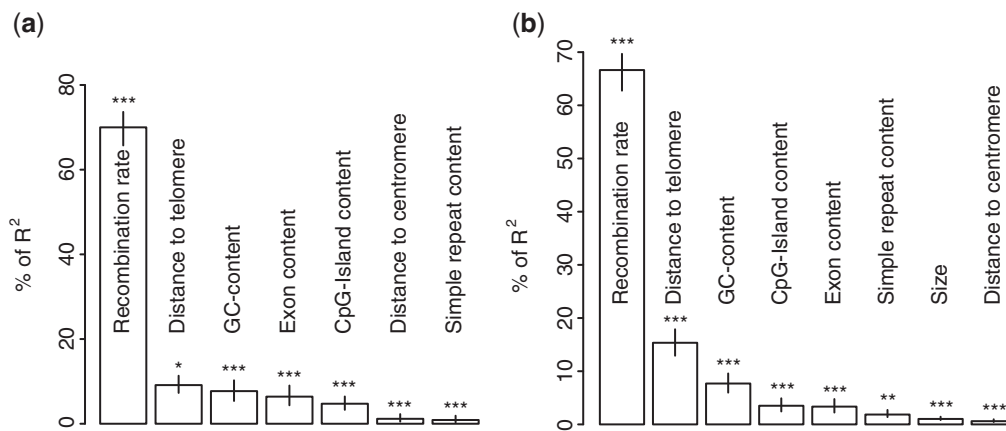 (a)
% of R2
0
20
40
60
80
***
Recombination rate
*
Distance to telomere
***
GC-content
***
Exon content
***
CpG-Island content
***
Distance to centromere
***
Simple repeat content
(b)
% of R2
0
10
20
30
40
50
60
70
***
Recombination rate
***
Distance to telomere
***
GC-content
***
CpG-Island content
***
Exon content
**
Simple repeat content
***
Size
***
Distance to centromere